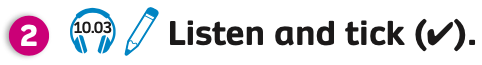 2 10.03 Listen and tick (✔).